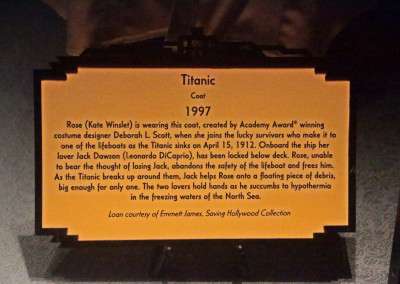 Titanic
Coat
1997
Rose (Kate Winslet) is wearing this coat, created by Academy Award® winning
costume designer Deborah L. Scott, when she joins the lucky survivors who make it to
one of the lifeboats as the Titanic sinks on April 15, 1912. Onboard the ship her
lover Jack Dawson (Leonardo DiCaprio), has been locked below deck. Rose, unable
to bear the thought of losing Jack, abandons the safety of the lifeboat and frees him.
As the Titanic breaks up around them, Jack helps Rose onto a floating piece of debris,
big enough for only one. The two lovers hold hands as he succumbs to hypothermia
in the freezing waters of the North Sea.
Loan courtesy of Emmett James, Saving Hollywood Collection